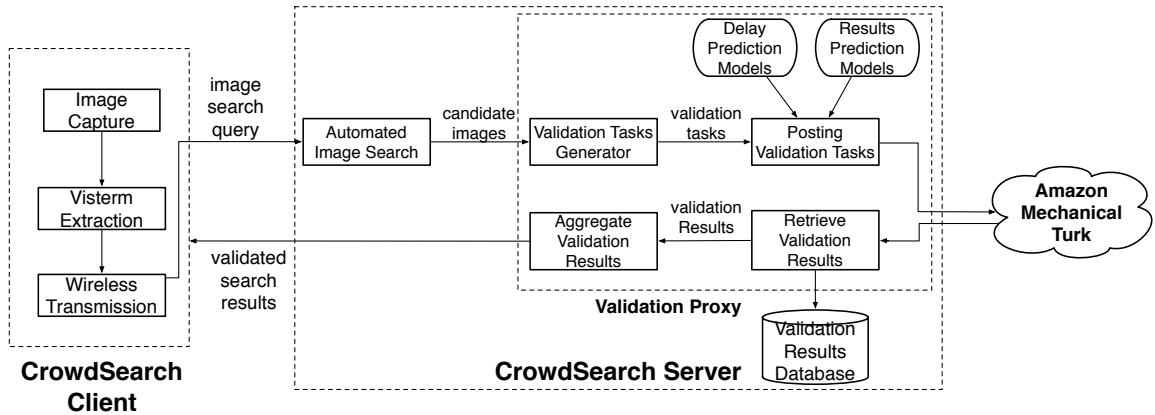 Image
Capture
Visterm
Extraction
Wireless
Transmission
CrowdSearch
Client
image
search
query
validated
search
results
Automated
Image Search
candidate
images
Validation Tasks
Generator
validation
tasks
Delay
Prediction
Models
Results
Prediction
Models
Posting
Validation Tasks
Aggregate
Validation
Results
validation
Results
Retrieve
Validation
Results
Validation Proxy
Validation
Results
Database
CrowdSearch Server
Amazon
Mechanical
Turk